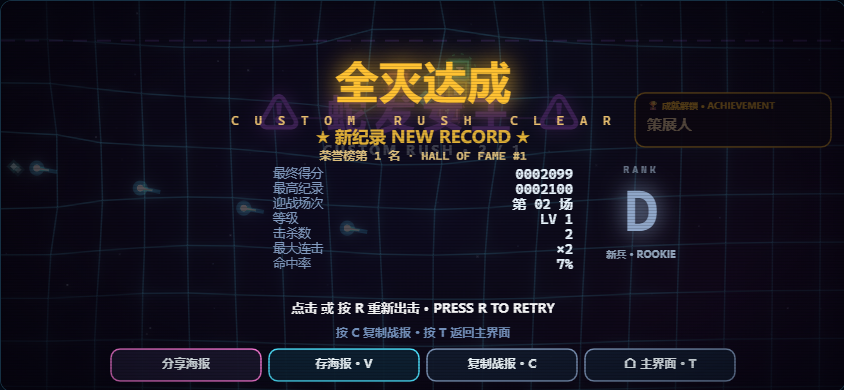 全灭达成
CUSTOM RUSH CLEAR
成就解锁 • ACHIEVEMENT
策展人
★ 新纪录 NEW RECORD ★
荣誉榜第 1 名 · HALL OF FAME #1
最终得分 0002099
最高纪录 0002100
迎战场次 第 02 场
等级 LV 1
击杀数 2
最大连击 ×2
命中率 7%
RANK
D
新兵 • ROOKIE
点击 或 按 R 重新出击 • PRESS R TO RETRY
按 C 复制战报 • 按 T 返回主界面
分享海报
存海报 • V
复制战报 • C
主界面 • T